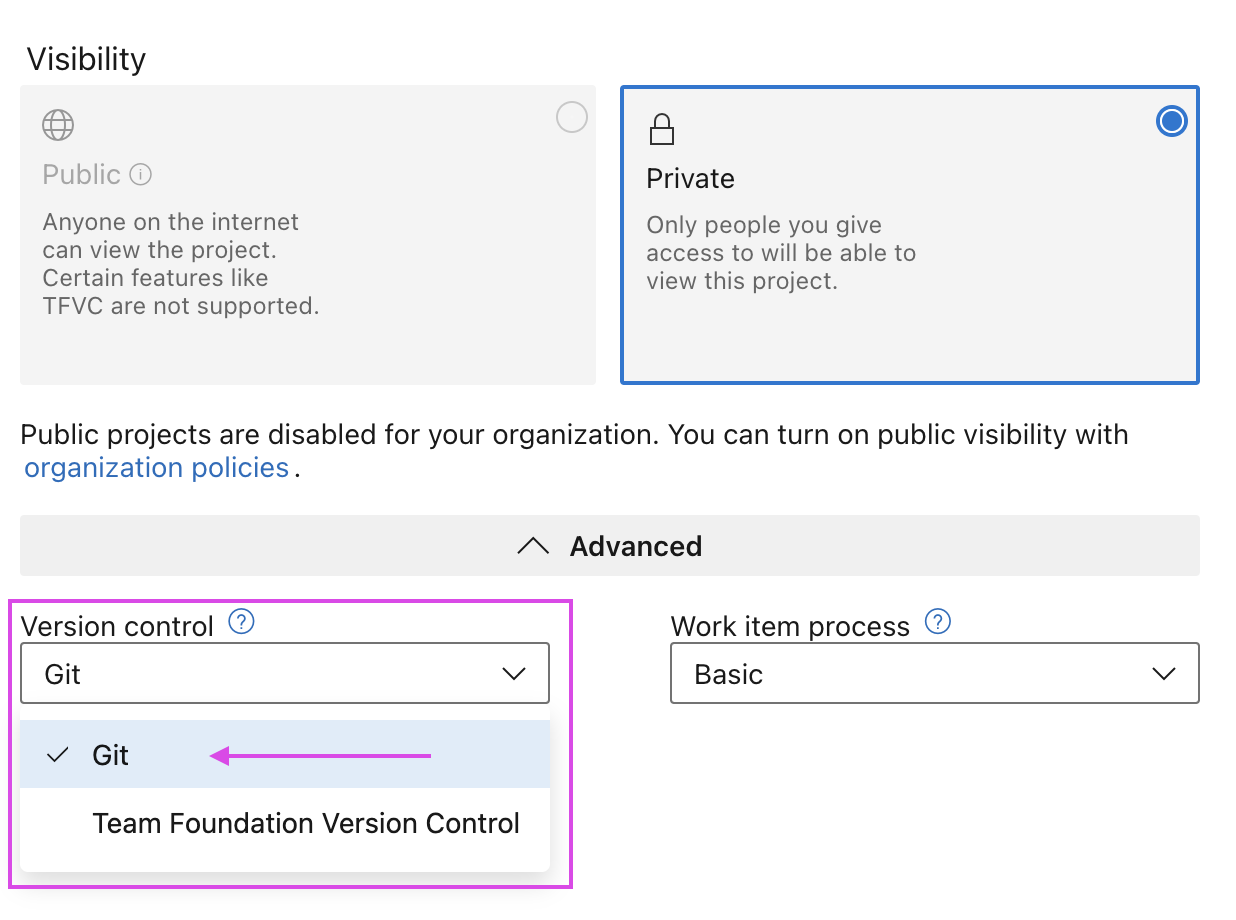 Visibility
Public
Anyone on the internet
can view the project.
Certain features like
TFVC are not supported.
Private
Only people you give
access to will be able to
view this project.
Public projects are disabled for your organization. You can turn on public visibility with
organization policies.
Advanced
Version control ?
Git
Git
Team Foundation Version Control
Work item process ?
Basic